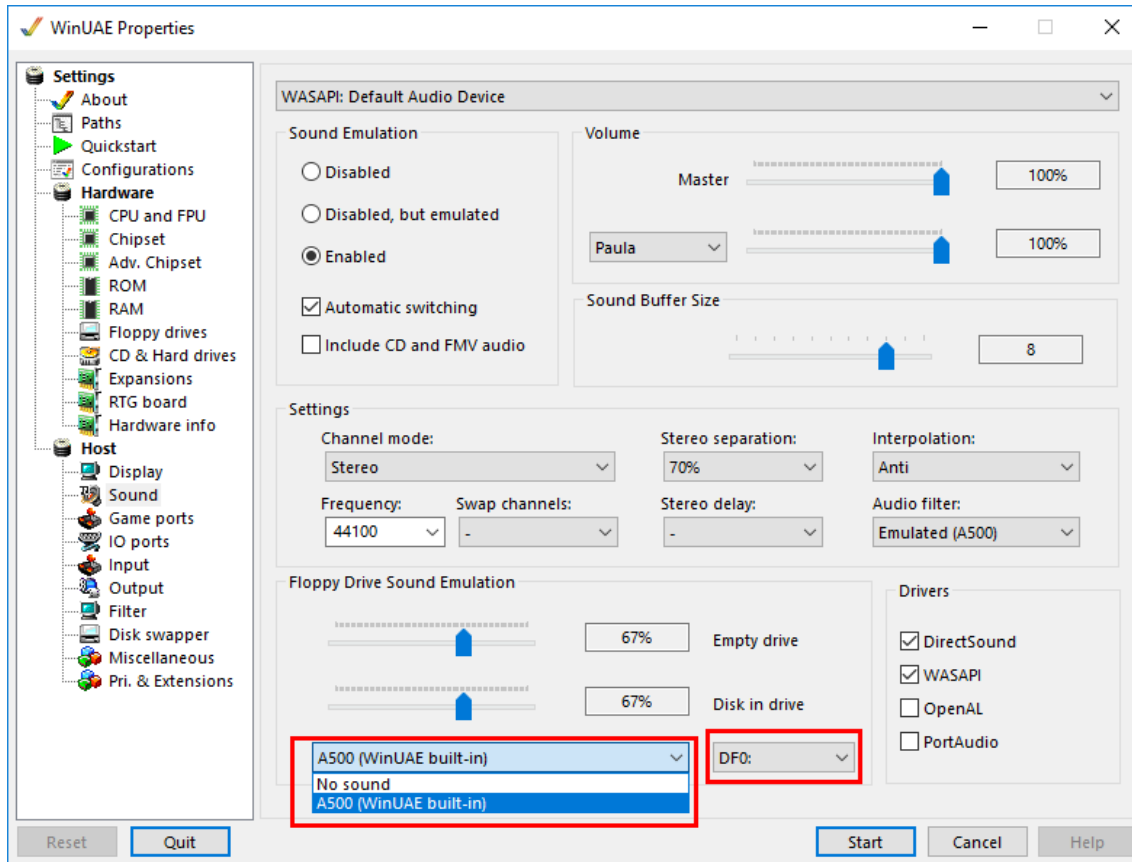 WinUAE Properties
Settings
About
Paths
Quickstart
Configurations
Hardware
CPU and FPU
Chipset
Adv. Chipset
ROM
RAM
Floppy drives
CD & Hard drives
Expansions
RTG board
Hardware info
Host
Display
Sound
Game ports
IO ports
Input
Output
Filter
Disk swapper
Miscellaneous
Pri. & Extensions
WASAPI: Default Audio Device
Sound Emulation
Disabled
Disabled, but emulated
Enabled
Automatic switching
Include CD and FMV audio
Volume
Master 100%
Paula 100%
Sound Buffer Size
8
Settings
Channel mode: Stereo separation: Interpolation:
Stereo 70% Anti
Frequency: Swap channels: Stereo delay: Audio filter:
44100 - - Emulated (A500)
Floppy Drive Sound Emulation
67% Empty drive
67% Disk in drive
A500 (WinUAE built-in) DF0:
No sound
A500 (WinUAE built-in)
Drivers
DirectSound
WASAPI
OpenAL
PortAudio
Reset Quit Start Cancel Help